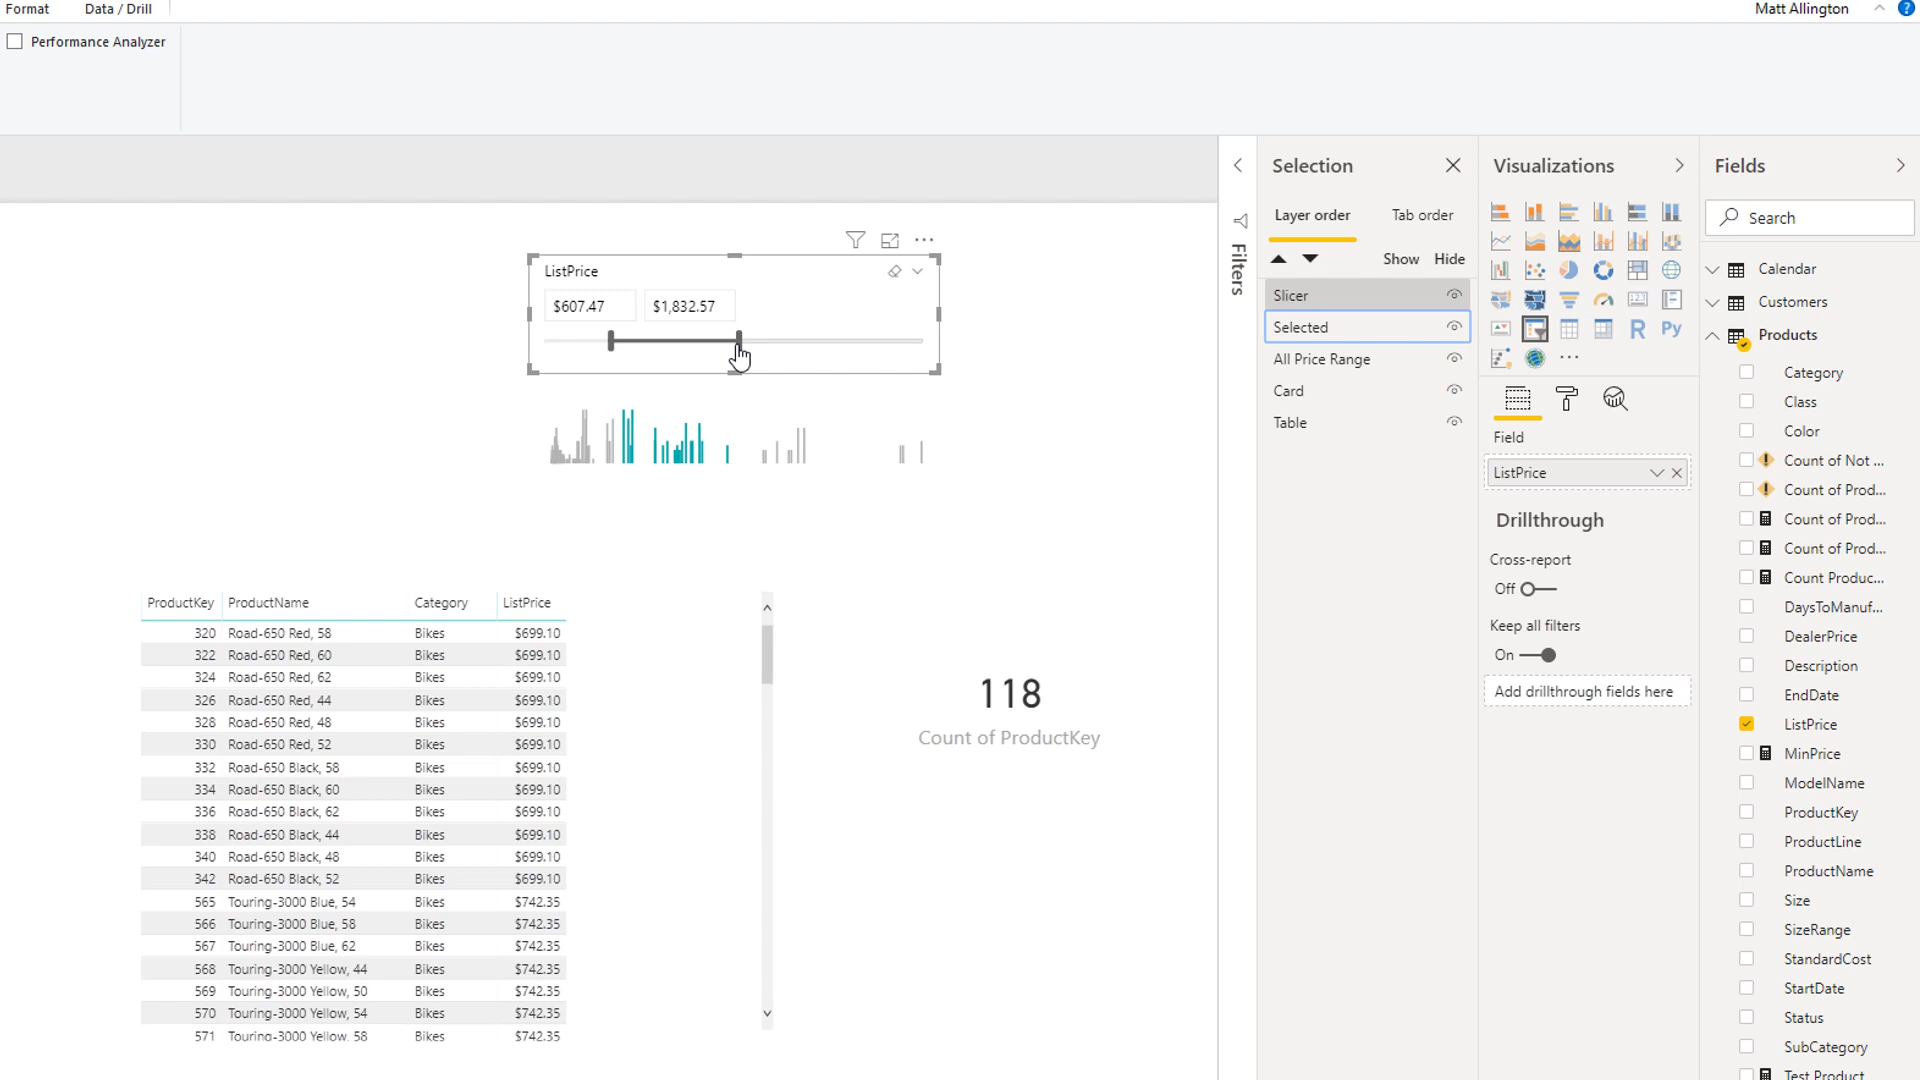 Format Data / Drill Matt Allington ?
Performance Analyzer
Filters
ListPrice
$607.47 $1,832.57
ProductKey ProductName Category ListPrice
320 Road-650 Red, 58 Bikes $699.10
322 Road-650 Red, 60 Bikes $699.10
324 Road-650 Red, 62 Bikes $699.10
326 Road-650 Red, 44 Bikes $699.10
328 Road-650 Red, 48 Bikes $699.10
330 Road-650 Red, 52 Bikes $699.10
332 Road-650 Black, 58 Bikes $699.10
334 Road-650 Black, 60 Bikes $699.10
336 Road-650 Black, 62 Bikes $699.10
338 Road-650 Black, 44 Bikes $699.10
340 Road-650 Black, 48 Bikes $699.10
342 Road-650 Black, 52 Bikes $699.10
565 Touring-3000 Blue, 54 Bikes $742.35
566 Touring-3000 Blue, 58 Bikes $742.35
567 Touring-3000 Blue, 62 Bikes $742.35
568 Touring-3000 Yellow, 44 Bikes $742.35
569 Touring-3000 Yellow, 50 Bikes $742.35
570 Touring-3000 Yellow, 54 Bikes $742.35
571 Touring-3000 Yellow, 58 Bikes $742.35
118
Count of ProductKey
Selection
Layer order Tab order
Show Hide
Slicer
Selected
All Price Range
Card
Table
Visualizations
123
R Py
Field
ListPrice
Drillthrough
Cross-report
Off
Keep all filters
On
Add drillthrough fields here
Fields
Search
Calendar
Customers
Products
Category
Class
Color
Count of Not ...
Count of Prod...
Count of Prod...
Count of Prod...
Count Produc...
DaysToManuf...
DealerPrice
Description
EndDate
ListPrice
MinPrice
ModelName
ProductKey
ProductLine
ProductName
Size
SizeRange
StandardCost
StartDate
Status
SubCategory
Test Product